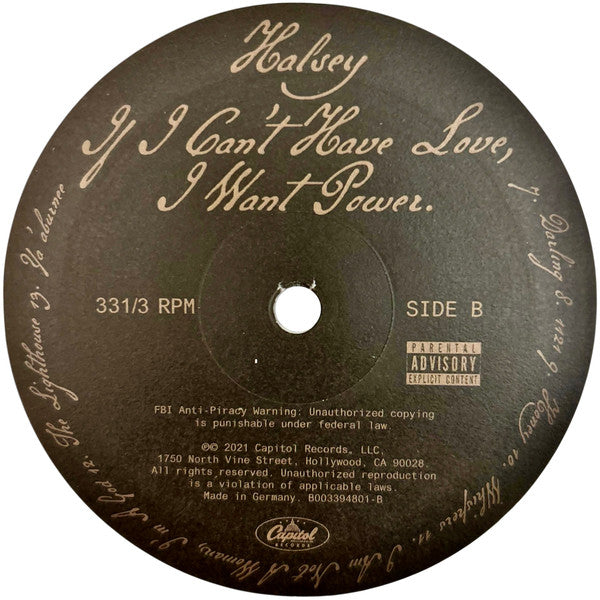 Halsey
If I Can't Have Love,
I Want Power.
331/3 RPM
SIDE B
PARENTAL
ADVISORY
EXPLICIT CONTENT
FBI Anti-Piracy Warning: Unauthorized copying
is punishable under federal law.
℗© 2021 Capitol Records, LLC.
1750 North Vine Street, Hollywood, CA 90028.
All rights reserved. Unauthorized reproduction
is a violation of applicable laws.
Made in Germany. B003394801-B
Capitol
RECORDS
7. Darling 8. 1121 9. Honey 10. Whispers 11. I Am Not A Woman, I'm A God 12. The Lighthouse 13. Ya'aburnee